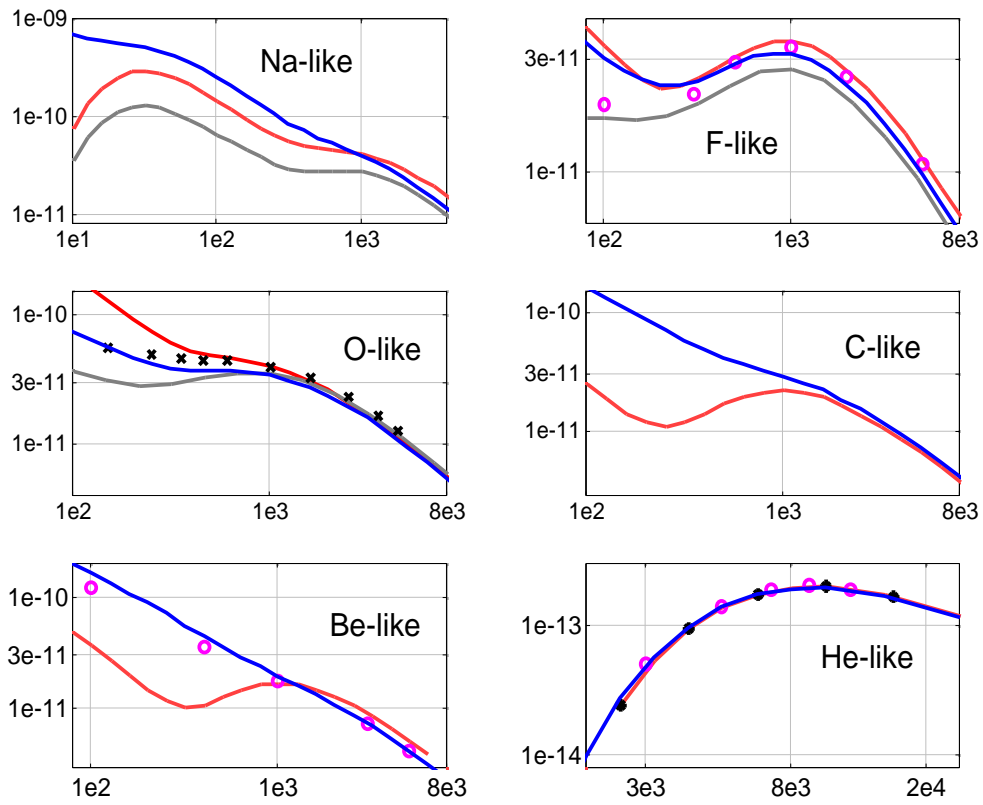 1e-09
1e-10
1e-11
1e1
1e2
1e3
Na-like
3e-11
1e-11
1e2
1e3
8e3
F-like
1e-10
3e-11
1e-11
1e2
1e3
8e3
O-like
1e-10
3e-11
1e-11
1e2
1e3
8e3
C-like
1e-10
3e-11
1e-11
1e2
1e3
8e3
Be-like
1e-13
1e-14
3e3
8e3
2e4
He-like